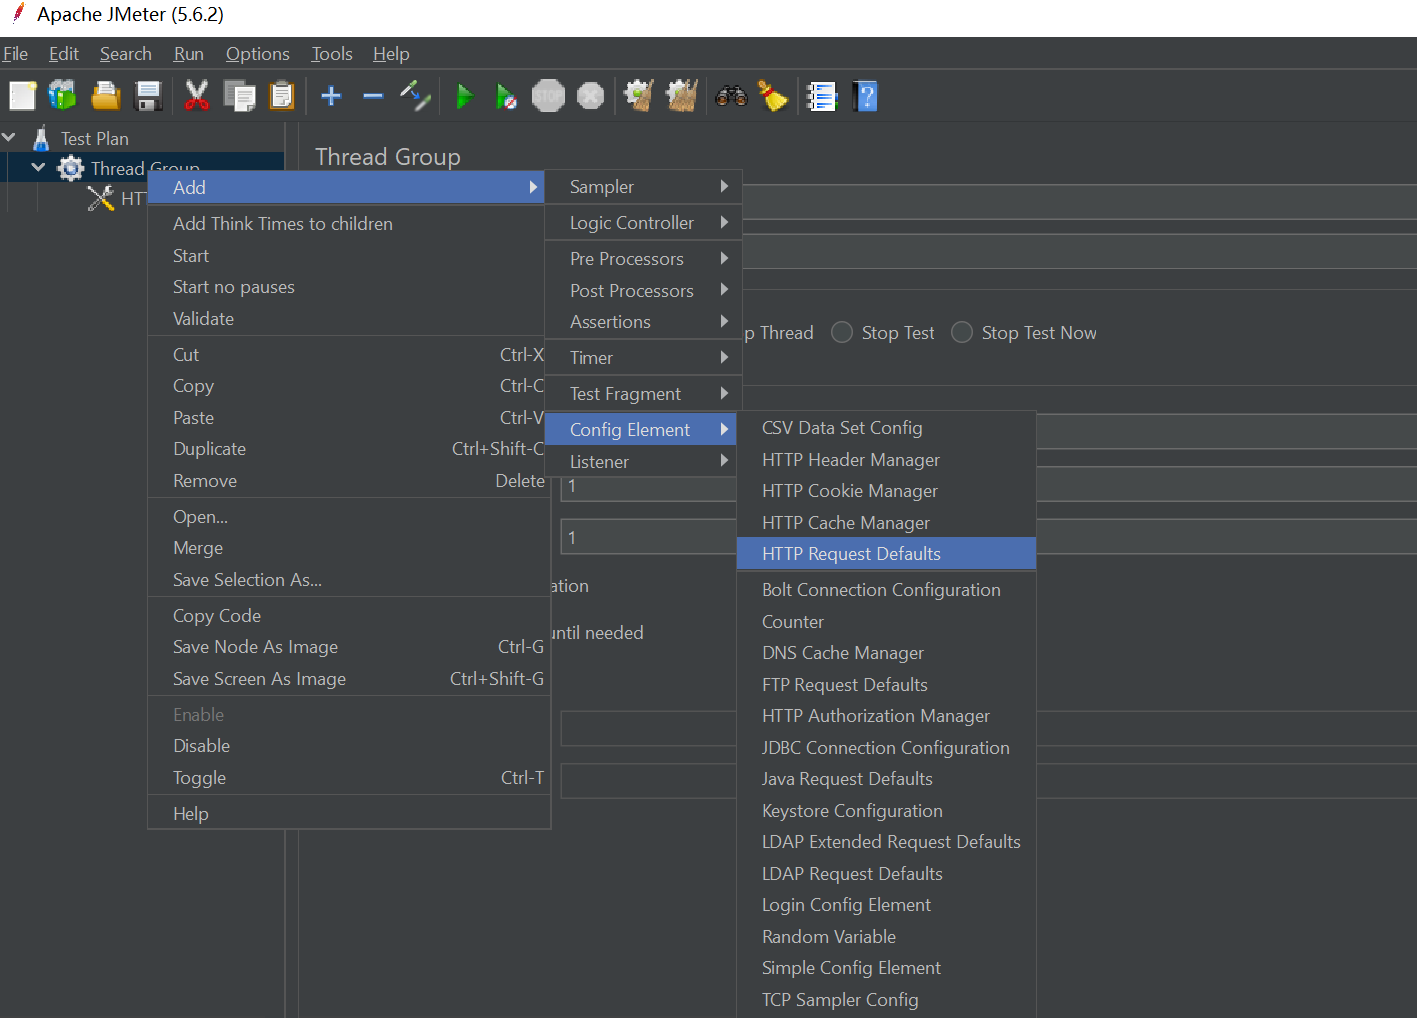 Apache JMeter (5.6.2)
File Edit Search Run Options Tools Help
Test Plan
Thread Group
Thread Group
Add
Add Think Times to children
Start
Start no pauses
Validate
Cut Ctrl-X
Copy Ctrl-C
Paste Ctrl-V
Duplicate Ctrl+Shift-C
Remove Delete
Open...
Merge
Save Selection As...
Copy Code
Save Node As Image Ctrl-G
Save Screen As Image Ctrl+Shift-G
Enable
Disable
Toggle Ctrl-T
Help
Sampler
Logic Controller
Pre Processors
Post Processors
Assertions
Timer
Test Fragment
Config Element
Listener
CSV Data Set Config
HTTP Header Manager
HTTP Cookie Manager
HTTP Cache Manager
HTTP Request Defaults
Bolt Connection Configuration
Counter
DNS Cache Manager
FTP Request Defaults
HTTP Authorization Manager
JDBC Connection Configuration
Java Request Defaults
Keystore Configuration
LDAP Extended Request Defaults
LDAP Request Defaults
Login Config Element
Random Variable
Simple Config Element
TCP Sampler Config
Thread Stop Test Stop Test Now
1
1
until needed